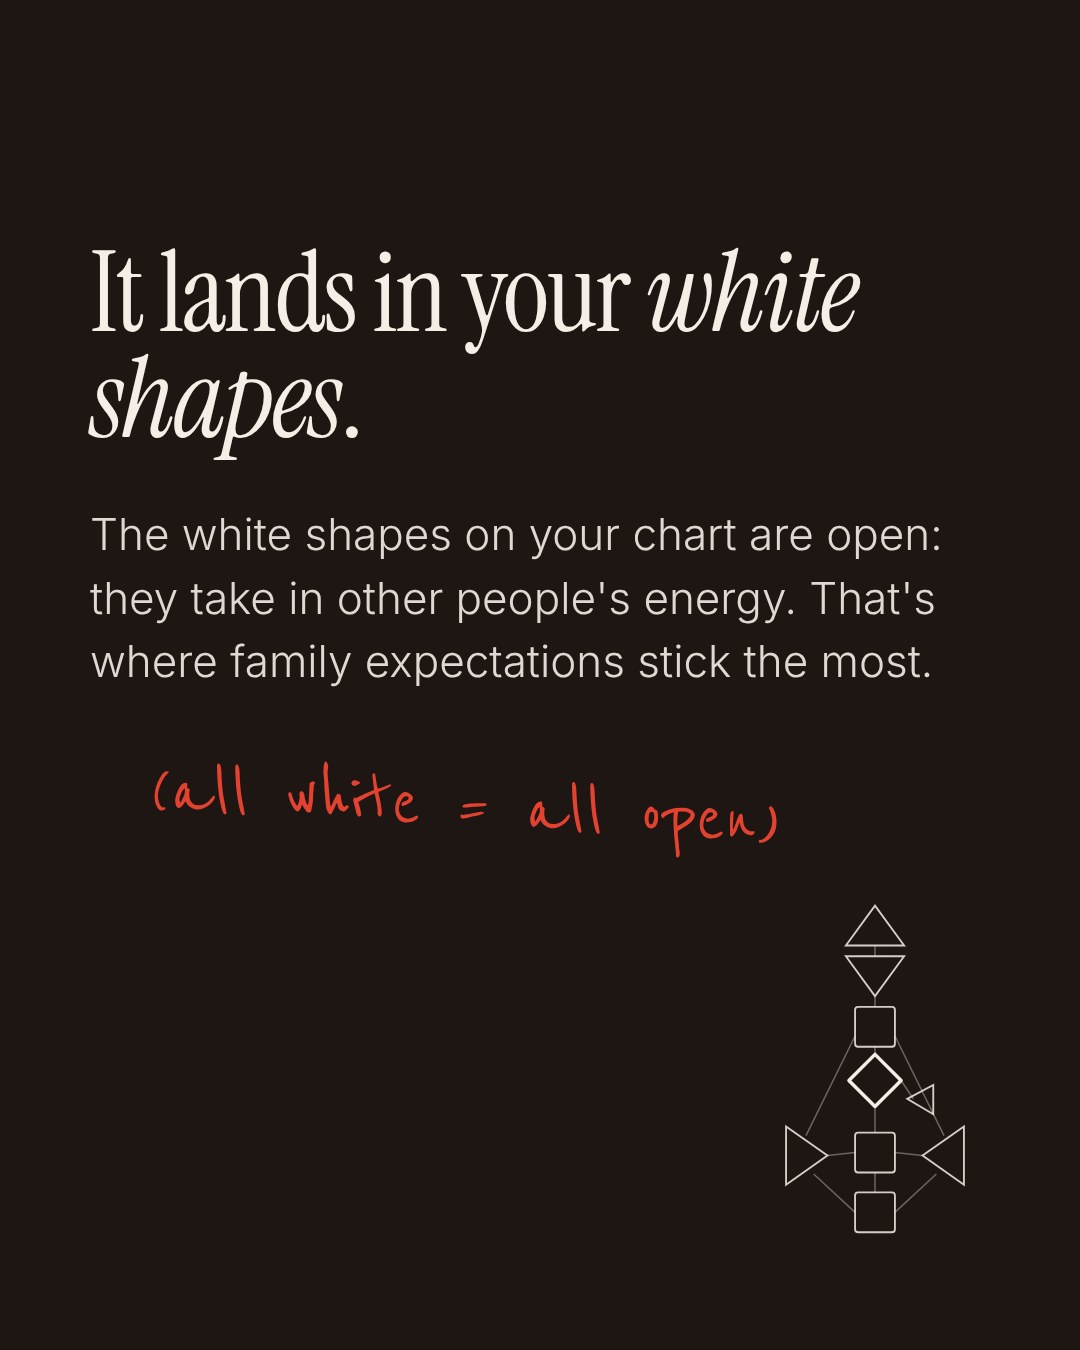 It lands in your white
shapes.
The white shapes on your chart are open:
they take in other people's energy. That's
where family expectations stick the most.
(all white = all open)